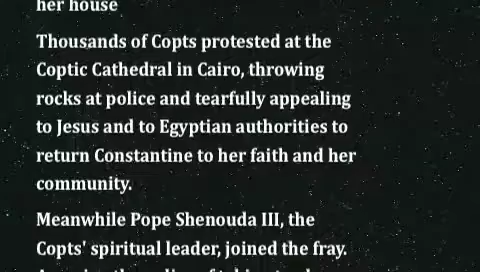 her house
Thousands of Copts protested at the
Coptic Cathedral in Cairo, throwing
rocks at police and tearfully appealing
to Jesus and to Egyptian authorities to
return Constantine to her faith and her
community.
Meanwhile Pope Shenouda III, the
Copts' spiritual leader, joined the fray.